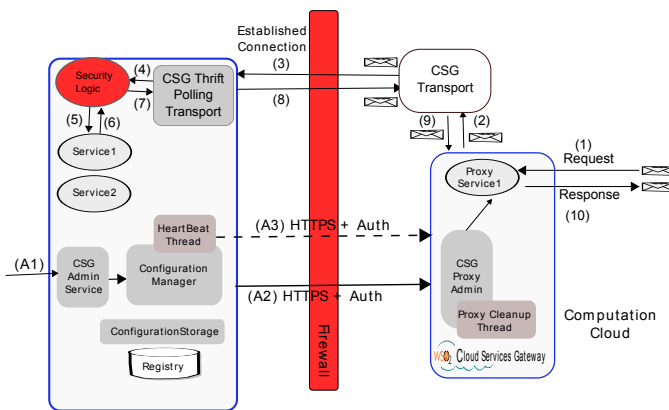 Established
Connection
(3)
(8)
Security
Logic
(4)
(7)
CSG Thrift
Polling
Transport
(5)
(6)
Service1
Service2
CSG
Transport
(9)
(2)
(1)
Request
Response
(10)
Proxy
Service1
HeartBeat
Thread
(A3) HTTPS + Auth
(A1)
CSG
Admin
Service
Configuration
Manager
(A2) HTTPS + Auth
CSG
Proxy
Admin
Proxy Cleanup
Thread
Computation
Cloud
ConfigurationStorage
Registry
Firewall
WSO2 Cloud Services Gateway